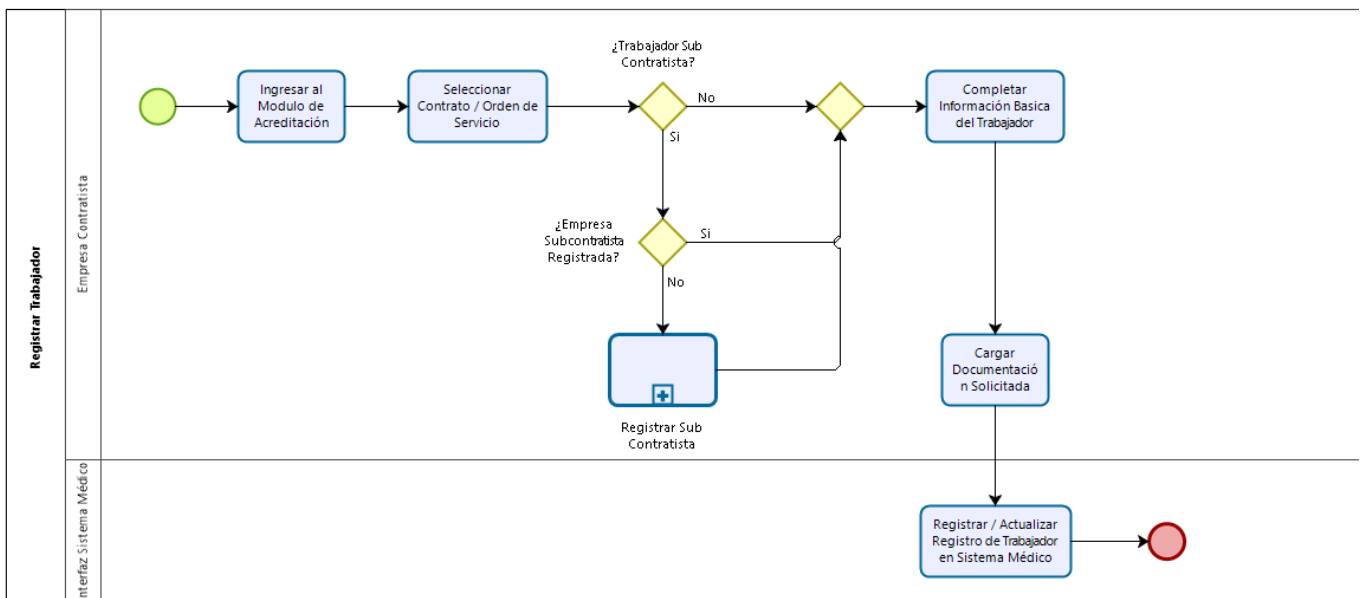 Registrar Trabajador
Empresa Contratista
Ingresar al
Modulo de
Acreditación
Seleccionar
Contrato / Orden de
Servicio
¿Trabajador Sub
Contratista?
No
Si
Completar
Información Basica
del Trabajador
¿Empresa
Subcontratista
Registrada?
Si
No
Registrar Sub
Contratista
Cargar
Documentació
n Solicitada
nterfaz Sistema Médico
Registrar / Actualizar
Registro de Trabajador
en Sistema Médico